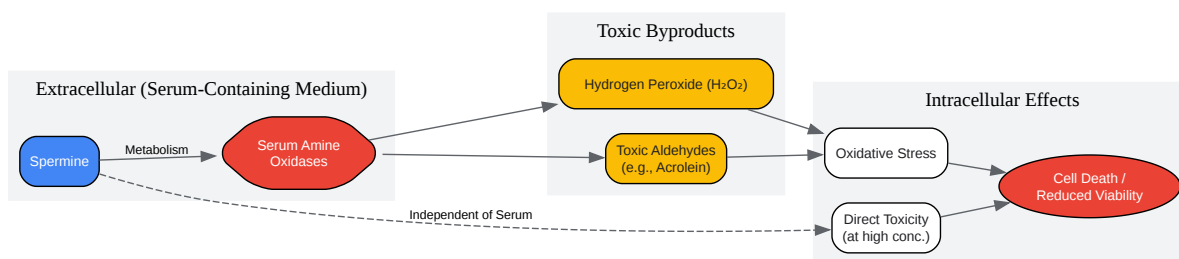 Toxic Byproducts
Extracellular (Serum-Containing Medium)
Hydrogen Peroxide (H₂O₂)
Intracellular Effects
Spermine
Metabolism
Serum Amine
Oxidases
Toxic Aldehydes
(e.g., Acrolein)
Oxidative Stress
Cell Death /
Reduced Viability
Independent of Serum
Direct Toxicity
(at high conc.)